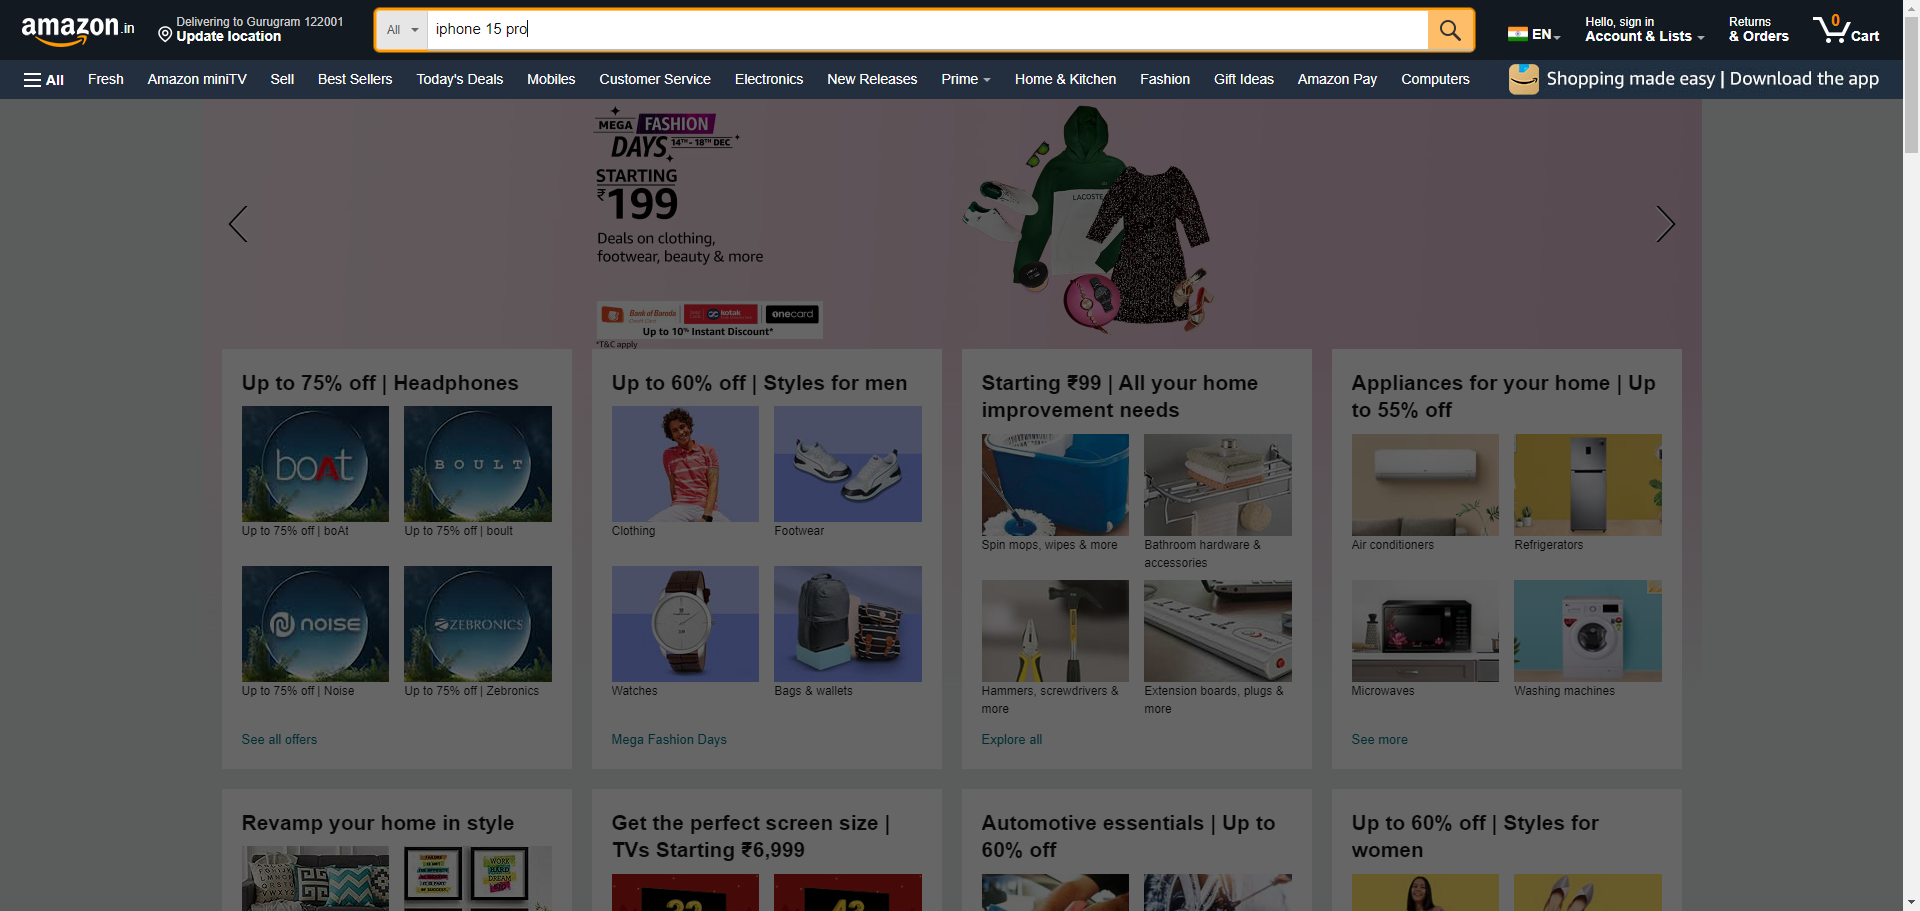 amazon.in
Delivering to Gurugram 122001
Update location
All
iphone 15 pro
EN
Hello, sign in
Account & Lists
Returns
& Orders
0
Cart
All
Fresh
Amazon miniTV
Sell
Best Sellers
Today's Deals
Mobiles
Customer Service
Electronics
New Releases
Prime
Home & Kitchen
Fashion
Gift Ideas
Amazon Pay
Computers
Shopping made easy | Download the app
MEGA FASHION
DAYS 14TH - 18TH DEC
STARTING
₹199
Deals on clothing,
footwear, beauty & more
LACOSTE
Bank of Baroda
kotak
onecard
Up to 10% Instant Discount*
*T&C apply
Up to 75% off | Headphones
boAt
BOULT
Up to 75% off | boAt
Up to 75% off | boult
NOISE
ZEBRONICS
Up to 75% off | Noise
Up to 75% off | Zebronics
See all offers
Up to 60% off | Styles for men
Clothing
Footwear
Watches
Bags & wallets
Mega Fashion Days
Starting ₹99 | All your home
improvement needs
Spin mops, wipes & more
Bathroom hardware &
accessories
Hammers, screwdrivers &
more
Extension boards, plugs &
more
Explore all
Appliances for your home | Up
to 55% off
Air conditioners
Refrigerators
Microwaves
Washing machines
See more
Revamp your home in style
WORK
HARD
DREAM
BIG
Get the perfect screen size |
TVs Starting ₹6,999
32
43
Automotive essentials | Up to
60% off
Up to 60% off | Styles for
women